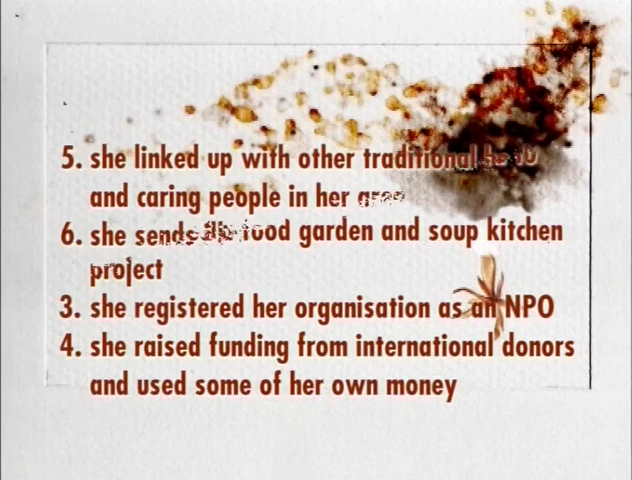 5. she linked up with other traditional
and caring people in her area
6. she sends food garden and soup kitchen
project
3. she registered her organisation as an NPO
4. she raised funding from international donors
and used some of her own money